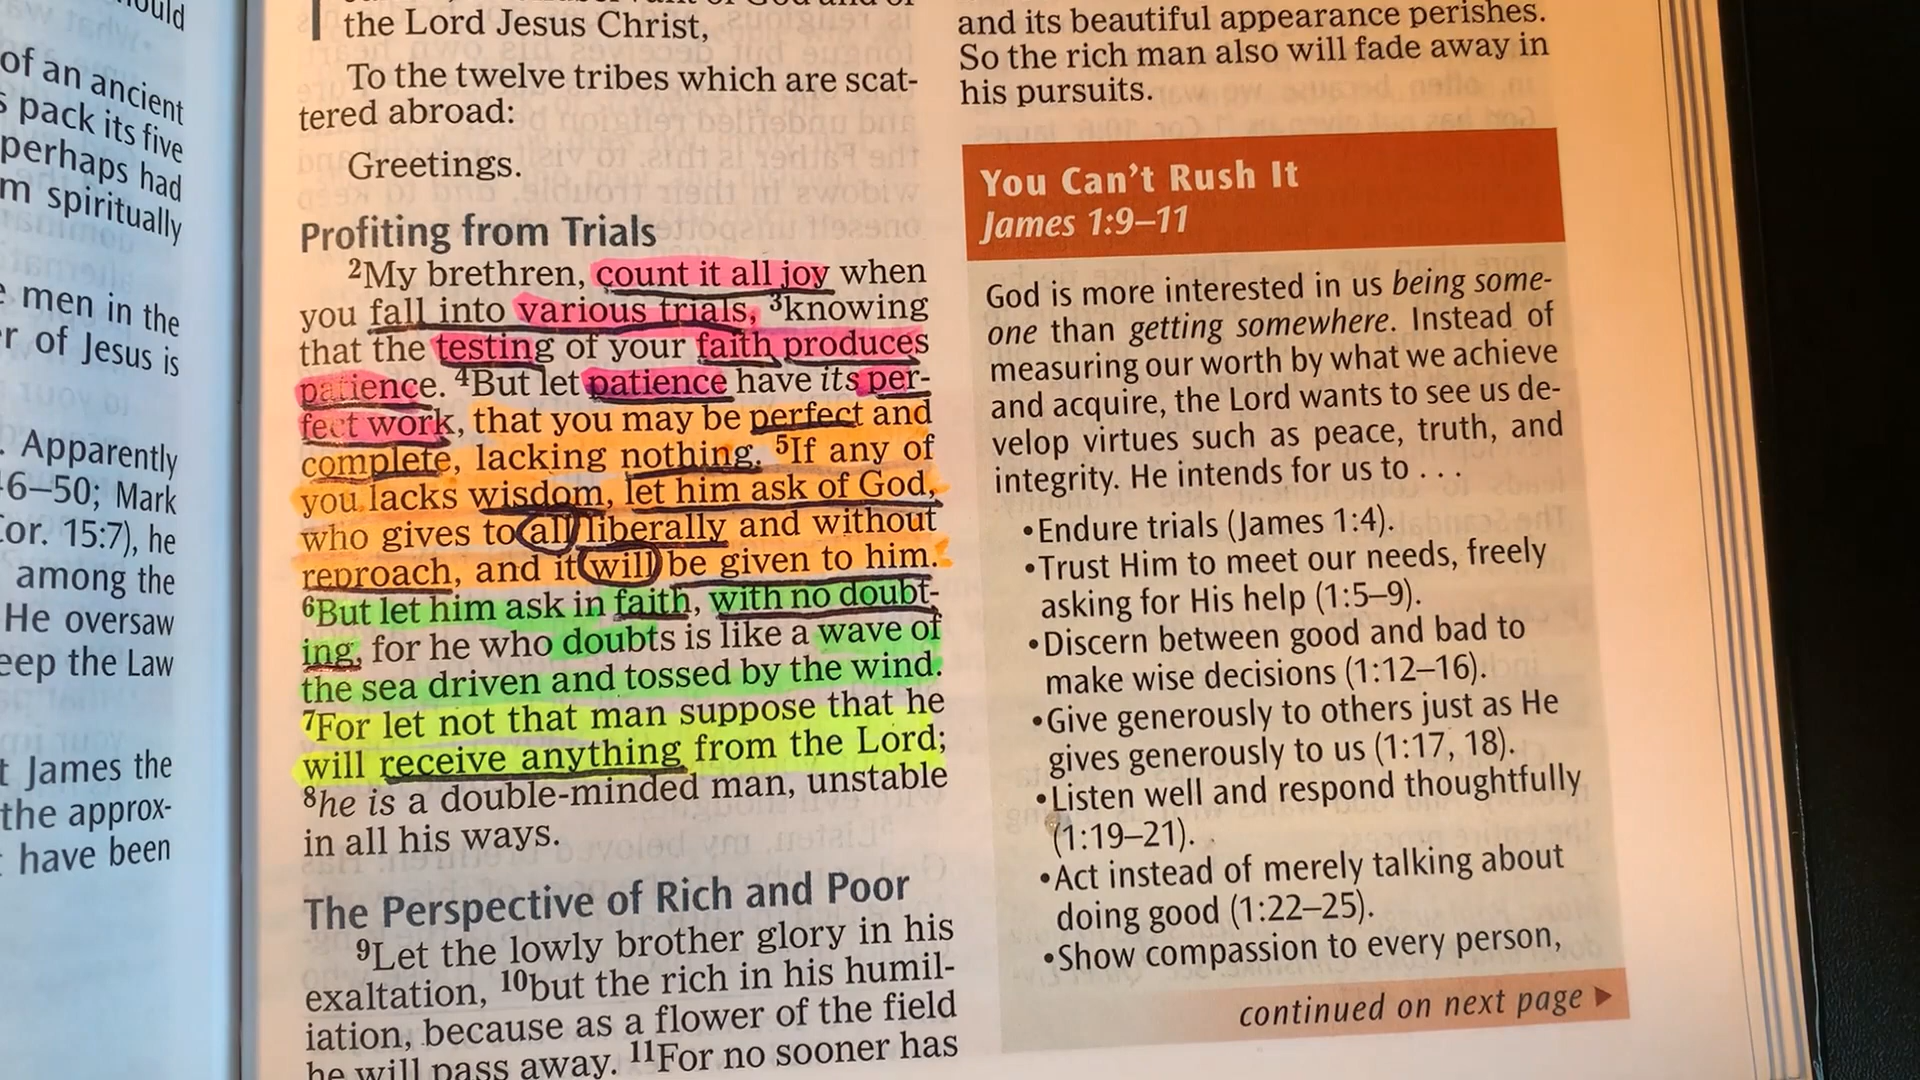 of an ancient
pack its five
perhaps had
m spiritually
men in the
r of Jesus is
Apparently
46–50; Mark
Cor. 15:7), he
among the
He oversaw
eep the Law
t James the
the approx-
have been
the Lord Jesus Christ,
To the twelve tribes which are scat-
tered abroad:
Greetings.
Profiting from Trials
2My brethren, count it all joy when
you fall into various trials, 3knowing
that the testing of your faith produces
patience. 4But let patience have its per-
fect work, that you may be perfect and
complete, lacking nothing. 5If any of
you lacks wisdom, let him ask of God,
who gives to all liberally and without
reproach, and it will be given to him.
6But let him ask in faith, with no doubt-
ing, for he who doubts is like a wave of
the sea driven and tossed by the wind.
7For let not that man suppose that he
will receive anything from the Lord;
8he is a double-minded man, unstable
in all his ways.
The Perspective of Rich and Poor
9Let the lowly brother glory in his
exaltation, 10but the rich in his humil-
iation, because as a flower of the field
he will pass away. 11For no sooner has
and its beautiful appearance perishes.
So the rich man also will fade away in
his pursuits.
You Can’t Rush It
James 1:9–11
God is more interested in us being some-
one than getting somewhere. Instead of
measuring our worth by what we achieve
and acquire, the Lord wants to see us de-
velop virtues such as peace, truth, and
integrity. He intends for us to . . .
•Endure trials (James 1:4).
•Trust Him to meet our needs, freely
asking for His help (1:5–9).
•Discern between good and bad to
make wise decisions (1:12–16).
•Give generously to others just as He
gives generously to us (1:17, 18).
•Listen well and respond thoughtfully
(1:19–21).
•Act instead of merely talking about
doing good (1:22–25).
•Show compassion to every person,
continued on next page ▶